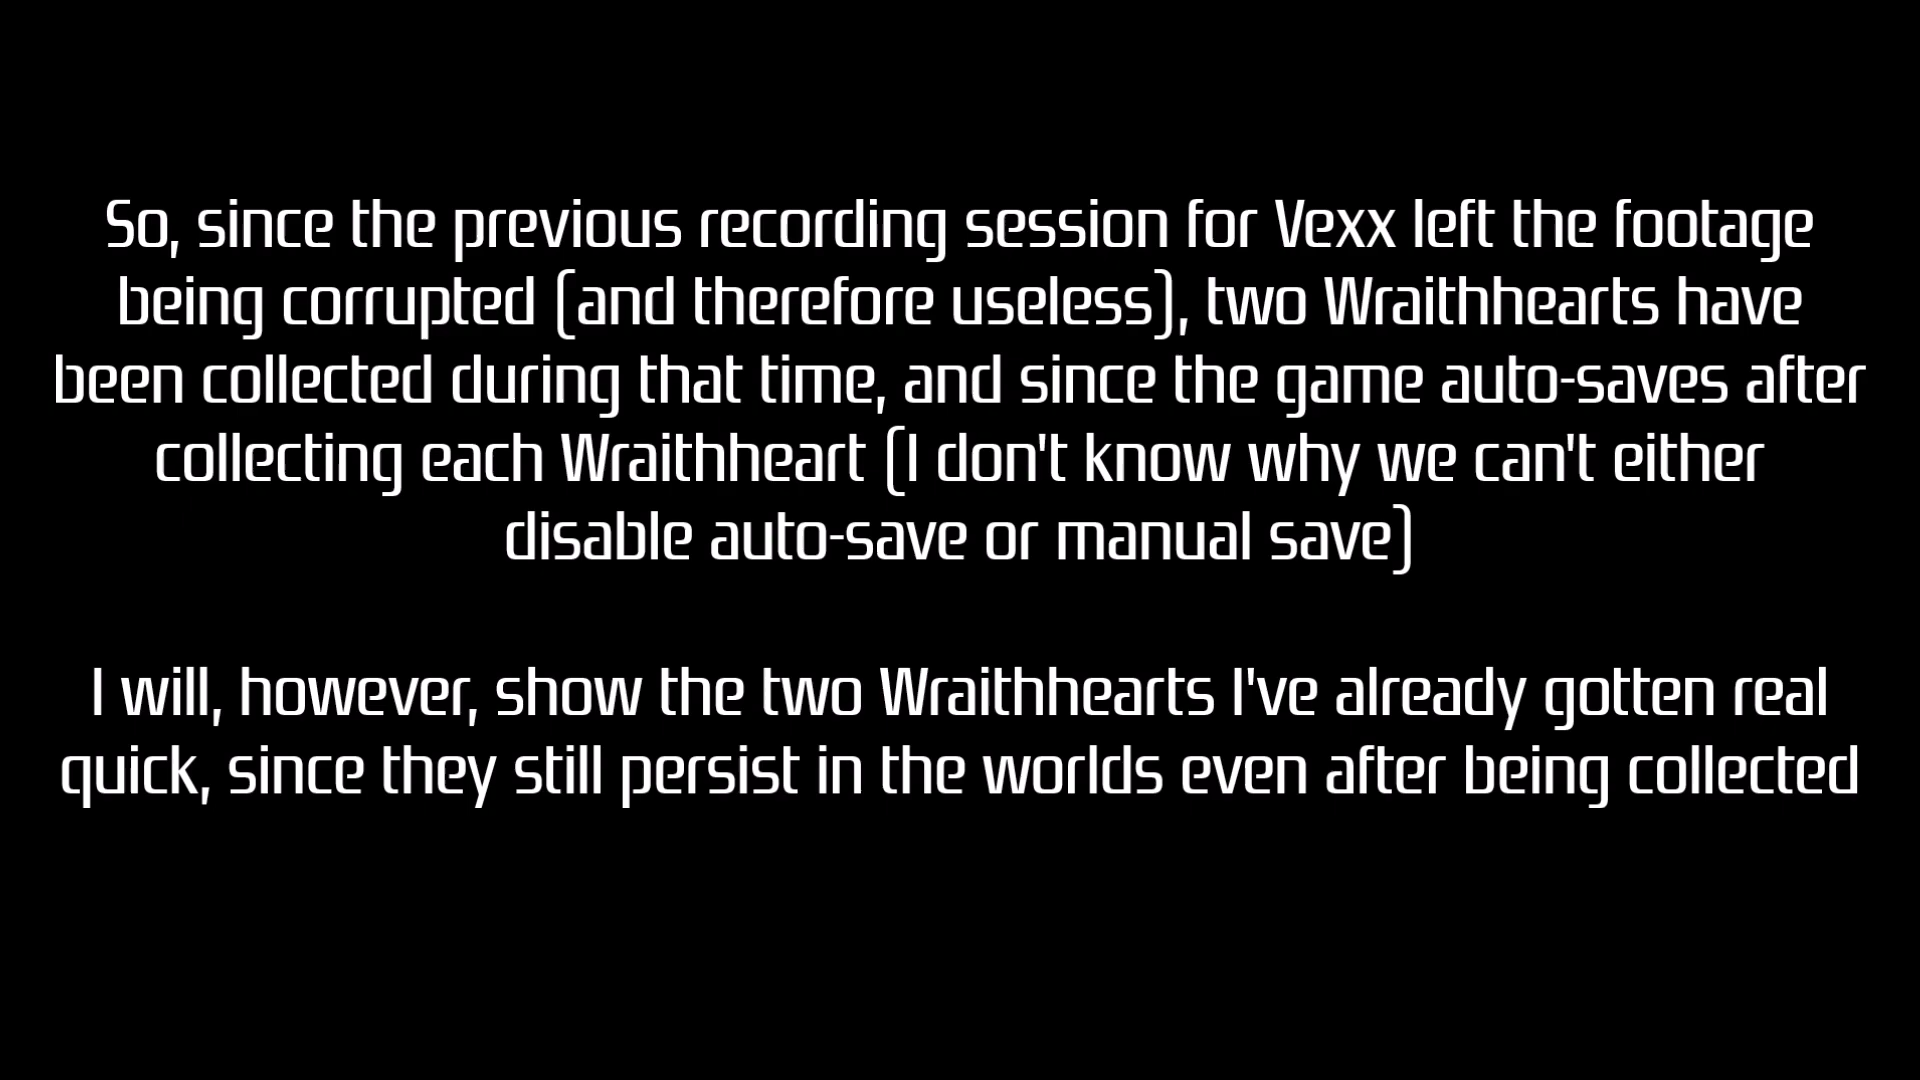 So, since the previous recording session for Vexx left the footage
being corrupted (and therefore useless), two Wraithhearts have
been collected during that time, and since the game auto-saves after
collecting each Wraithheart (I don't know why we can't either
disable auto-save or manual save)
I will, however, show the two Wraithhearts I've already gotten real
quick, since they still persist in the worlds even after being collected